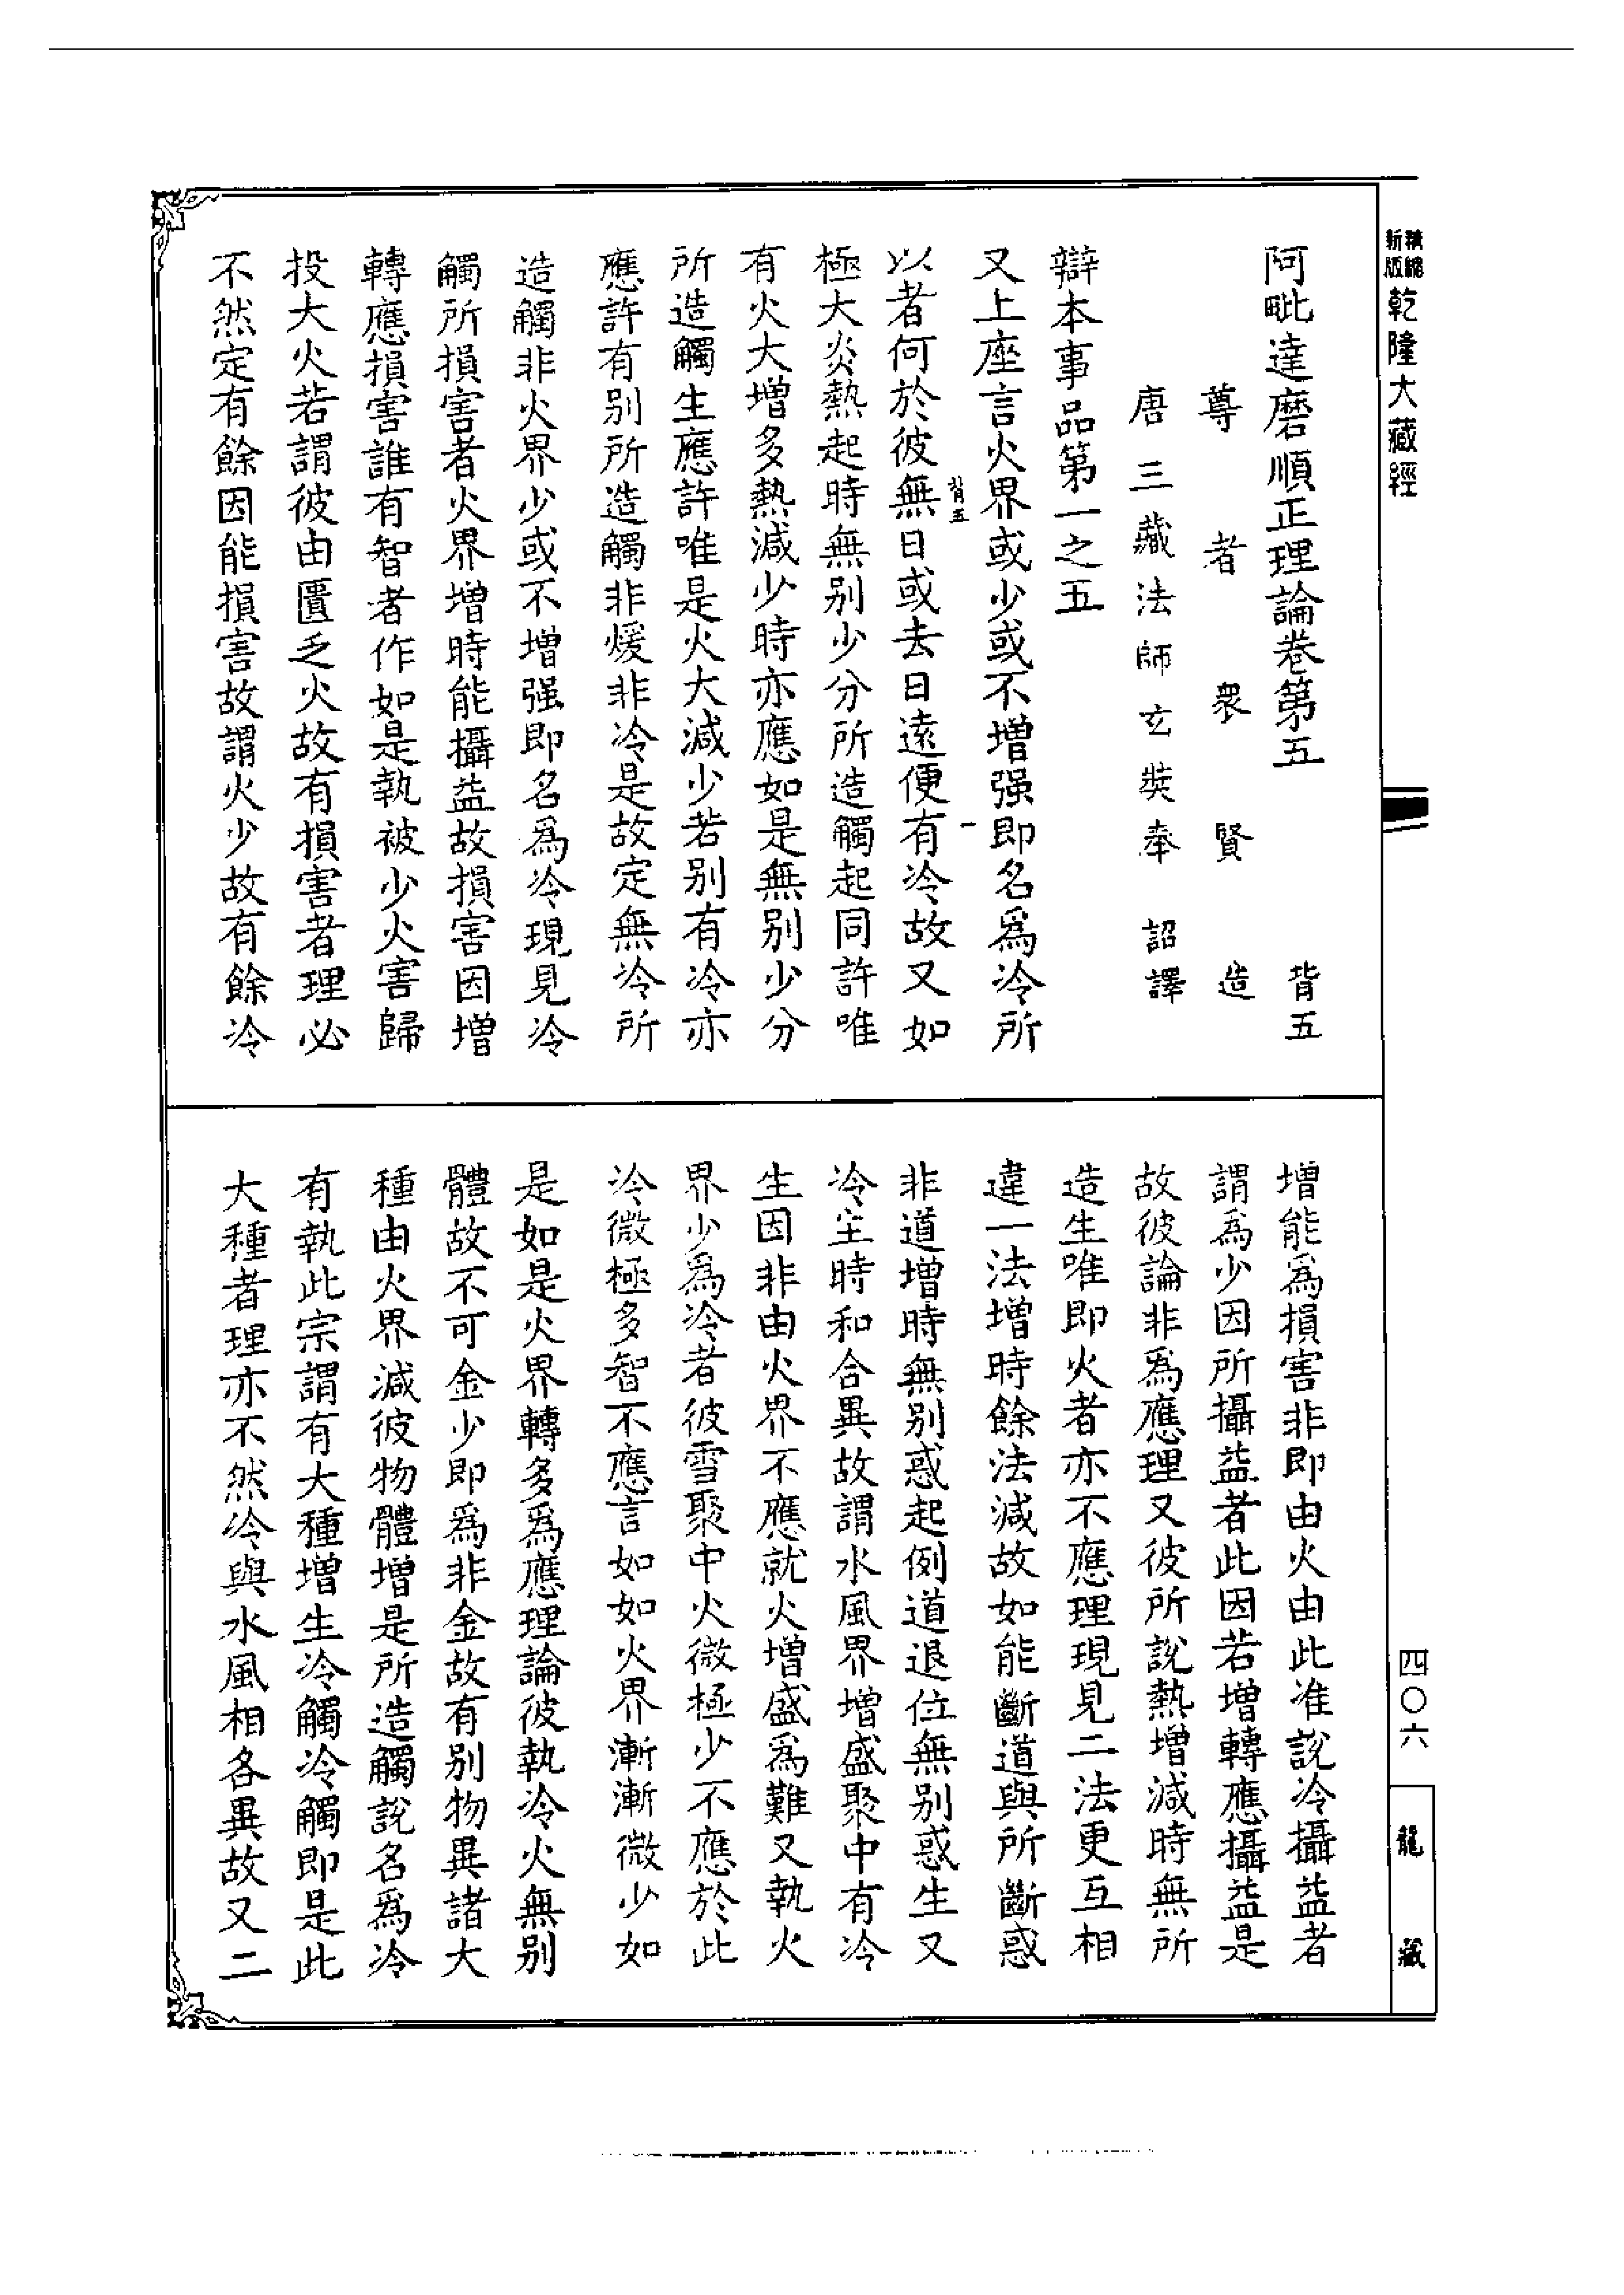 精縮新版乾隆大藏經
阿毗達磨順正理論卷第五 背五
尊者衆賢造
唐三藏法師玄奘奉 詔譯
辯本事品第一之五
又上座言火界或少或不增强即名爲冷所
以者何於彼無日或去日遠便有冷故又如
背五 一
極大炎熱起時無别少分所造觸起同許唯
有火大增多熱減少時亦應如是無别少分
所造觸生應許唯是火大減少若别有冷亦
應許有别所造觸非煖非冷是故定無冷所
造觸非火界少或不增强即名爲冷現見冷
觸所損害者火界增時能攝益故損害因增
轉應損害誰有智者作如是執被少火害歸
投大火若謂彼由匱乏火故有損害者理必
不然定有餘因能損害故謂火少故有餘冷
增能爲損害非即由火由此准說冷攝益者
謂爲少因所攝益者此因若增轉應攝益是
故彼論非爲應理又彼所說熱增減時無所
造生唯即火者亦不應理現見二法更互相
違一法增時餘法減故如能斷道與所斷惑
非道增時無别惑起例道退位無别惑生又
冷生時和合異故謂水風界增盛聚中有冷
生因非由火界不應就火增盛爲難又執火
界少爲冷者彼雪聚中火微極少不應於此
冷微極多智不應言如如火界漸漸微少如
是如是火界轉多爲應理論彼執冷火無别
體故不可金少即爲非金故有别物異諸大
種由火界減彼物體增是所造觸說名爲冷
有執此宗謂有大種增生冷觸冷觸即是此
大種者理亦不然冷與水風相各異故又二
四〇六
龍藏